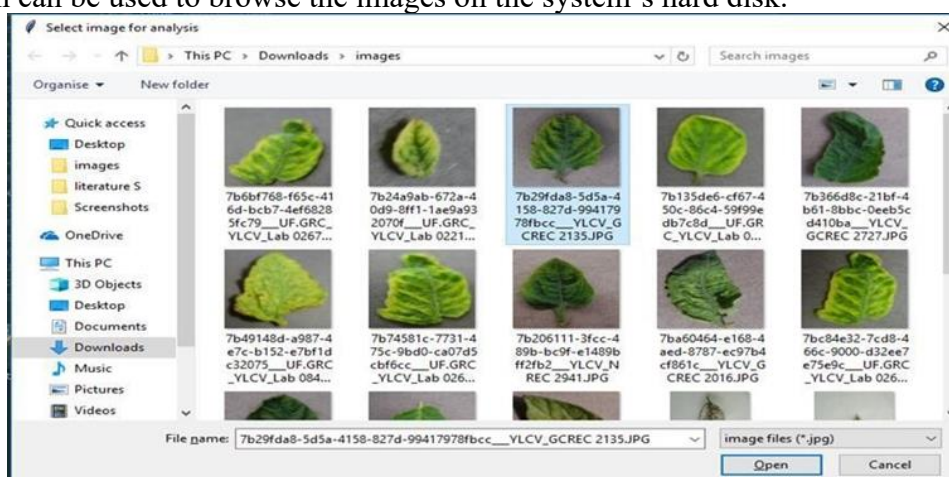 can be used to browse the images on the system's hard disk.
Select image for analysis
This PC > Downloads > images
Search images
Organise
New folder
Quick access
Desktop
images
literature S
Screenshots
OneDrive
This PC
3D Objects
Desktop
Documents
Downloads
Music
Pictures
Videos
7b6bf768-f65c-41
6d-bcb7-4ef6828
5fc79___UF.GRC_
YLCV_Lab 0267...
7b24a9ab-672a-4
0d9-8ff1-1ae9a93
2070f___UF.GRC_
YLCV_Lab 0221...
7b29fda8-5d5a-4
158-827d-994179
78fbcc___YLCV_G
CREC 2135.JPG
7b135de6-cf67-4
50c-86c4-59f99e
db7c8d___UF.GR
C_YLCV_Lab 0...
7b366d8c-21bf-4
b61-8bbc-0eeb5c
d410ba___YLCV_
GCREC 2727.JPG
7b49148d-a987-4
e7c-b152-e7bf1d
c32075___UF.GRC
_YLCV_Lab 084...
7b74581c-7731-4
75c-9bd0-ca07d5
cbf6cc___UF.GRC
_YLCV_Lab 026...
7b206111-3fcc-4
89b-bc9f-e1489b
ff2fb2___YLCV_N
REC 2941.JPG
7ba60464-e168-4
aed-8787-ec97b4
cf861c___YLCV_G
CREC 2016.JPG
7bc84e32-7cd8-4
66c-9000-d32ee7
e75e9c___UF.GRC
_YLCV_Lab 026...
File name: 7b29fda8-5d5a-4158-827d-99417978fbcc___YLCV_GCREC 2135.JPG
image files (*.jpg)
Open
Cancel